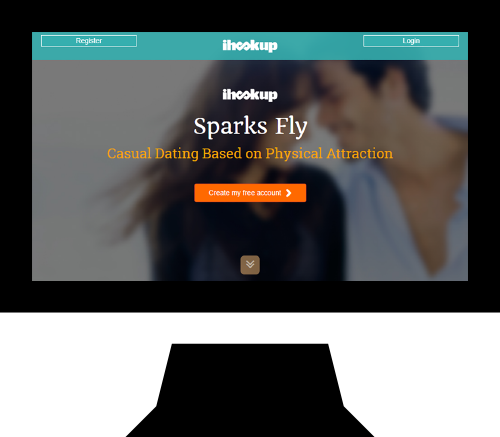 Register
ihookup
Login
ihookup
Sparks Fly
Casual Dating Based on Physical Attraction
Create my free account